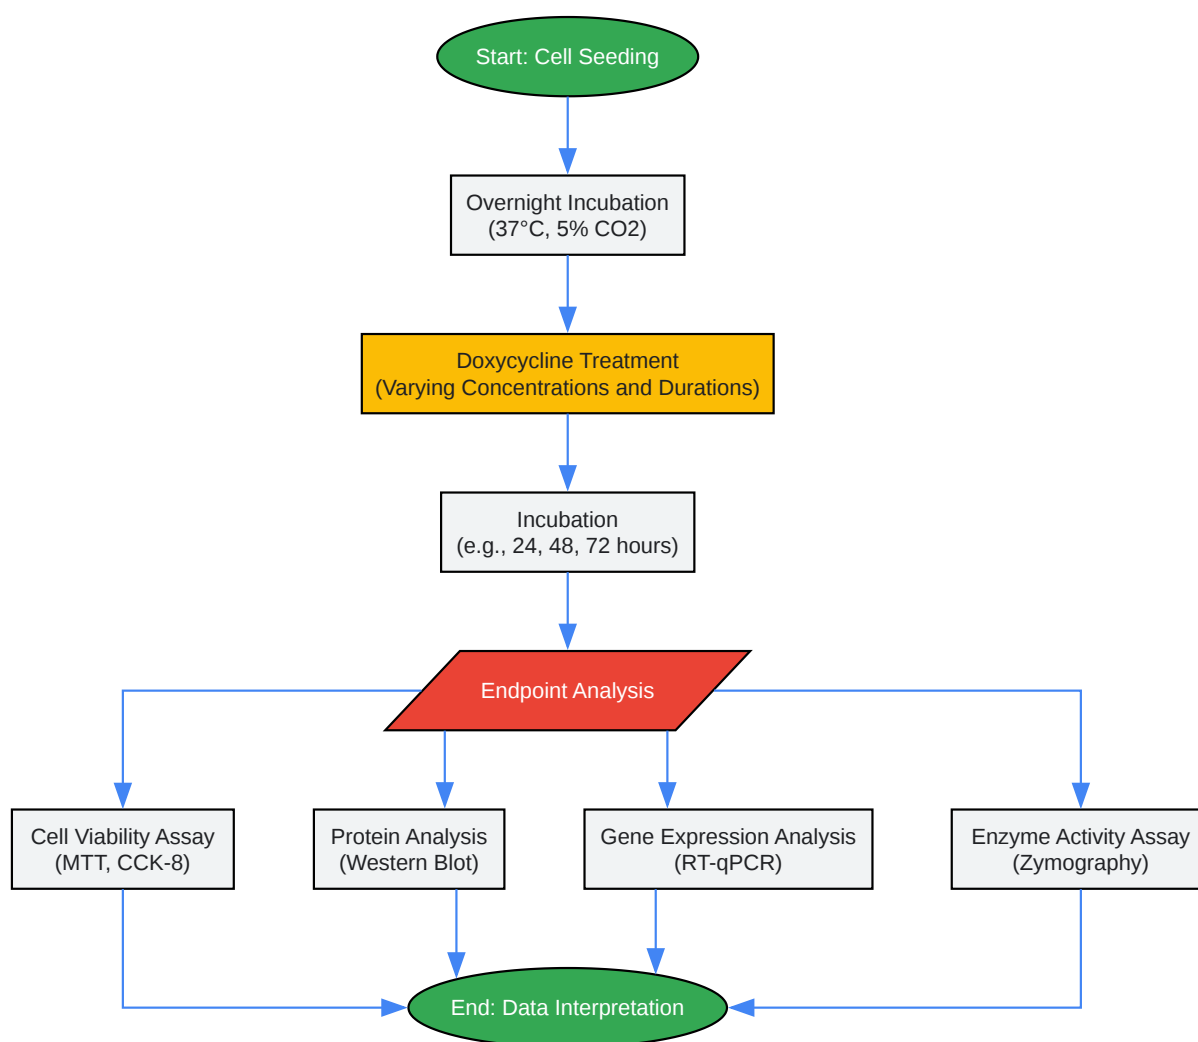 Start: Cell Seeding
Overnight Incubation
(37°C, 5% CO2)
Doxycycline Treatment
(Varying Concentrations and Durations)
Incubation
(e.g., 24, 48, 72 hours)
Endpoint Analysis
Cell Viability Assay
(MTT, CCK-8)
Protein Analysis
(Western Blot)
Gene Expression Analysis
(RT-qPCR)
Enzyme Activity Assay
(Zymography)
End: Data Interpretation